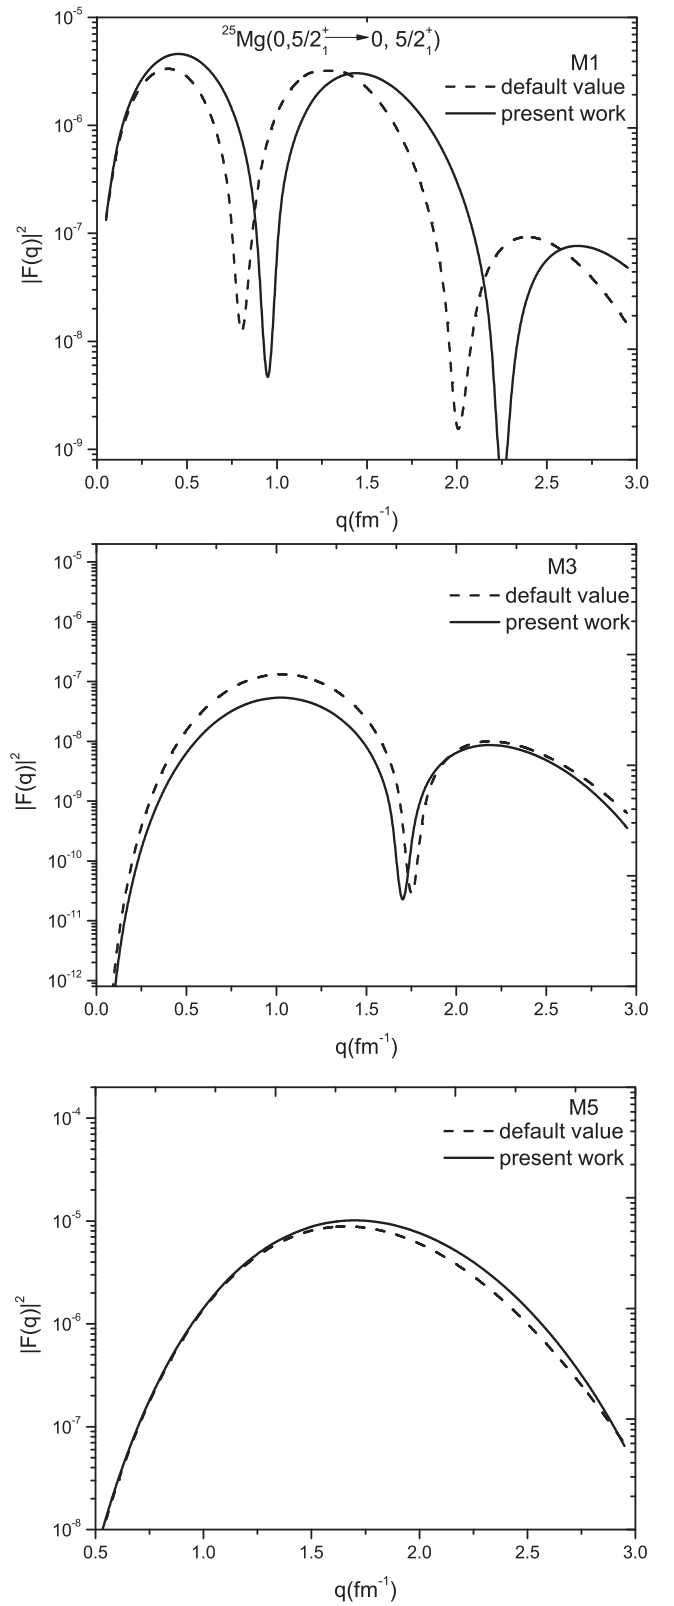 10⁻⁵
²⁵Mg(0,5/2₁⁺→0, 5/2₁⁺)
M1
default value
present work
10⁻⁶
10⁻⁷
|F(q)|²
10⁻⁸
10⁻⁹
0.0 0.5 1.0 1.5 2.0 2.5 3.0
q(fm⁻¹)
10⁻⁵
M3
default value
present work
10⁻⁶
10⁻⁷
10⁻⁸
|F(q)|²
10⁻⁹
10⁻¹⁰
10⁻¹¹
10⁻¹²
0.0 0.5 1.0 1.5 2.0 2.5 3.0
q(fm⁻¹)
M5
10⁻⁴
default value
present work
10⁻⁵
|F(q)|²
10⁻⁶
10⁻⁷
10⁻⁸
0.5 1.0 1.5 2.0 2.5 3.0
q(fm⁻¹)